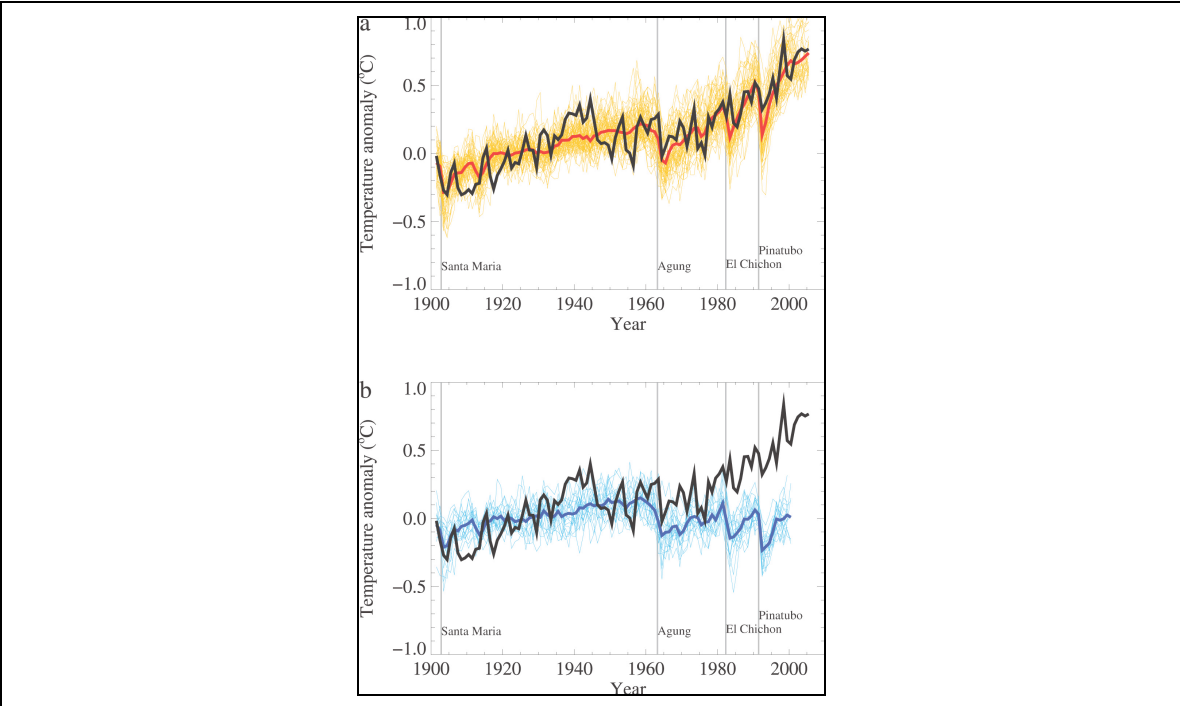 a
1.0
0.5
0.0
−0.5
−1.0
Temperature anomaly (°C)
Santa Maria
Agung
El Chichon
Pinatubo
1900 1920 1940 1960 1980 2000
Year
b
1.0
0.5
0.0
−0.5
−1.0
Temperature anomaly (°C)
Santa Maria
Agung
El Chichon
Pinatubo
1900 1920 1940 1960 1980 2000
Year